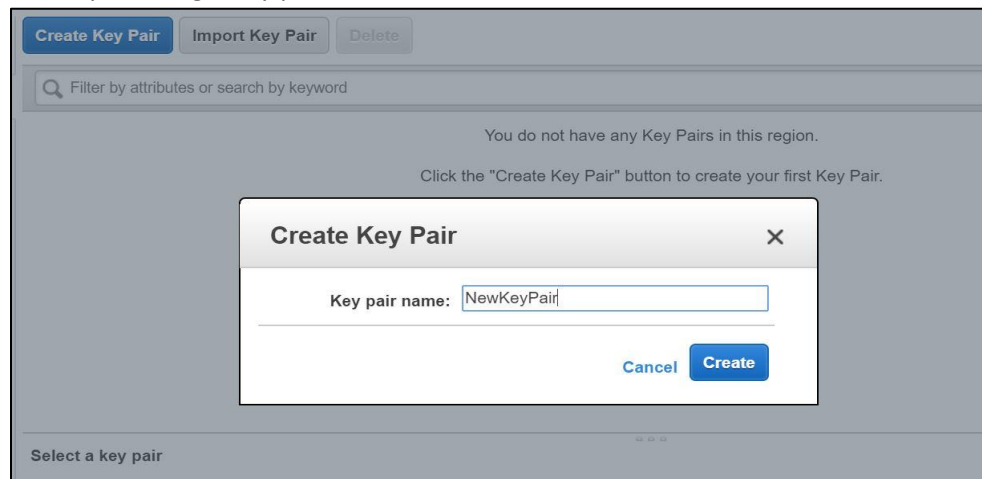 Create Key Pair Import Key Pair Delete
Filter by attributes or search by keyword
You do not have any Key Pairs in this region.
Click the "Create Key Pair" button to create your first Key Pair.
Create Key Pair
Key pair name: NewKeyPair
Cancel Create
Select a key pair